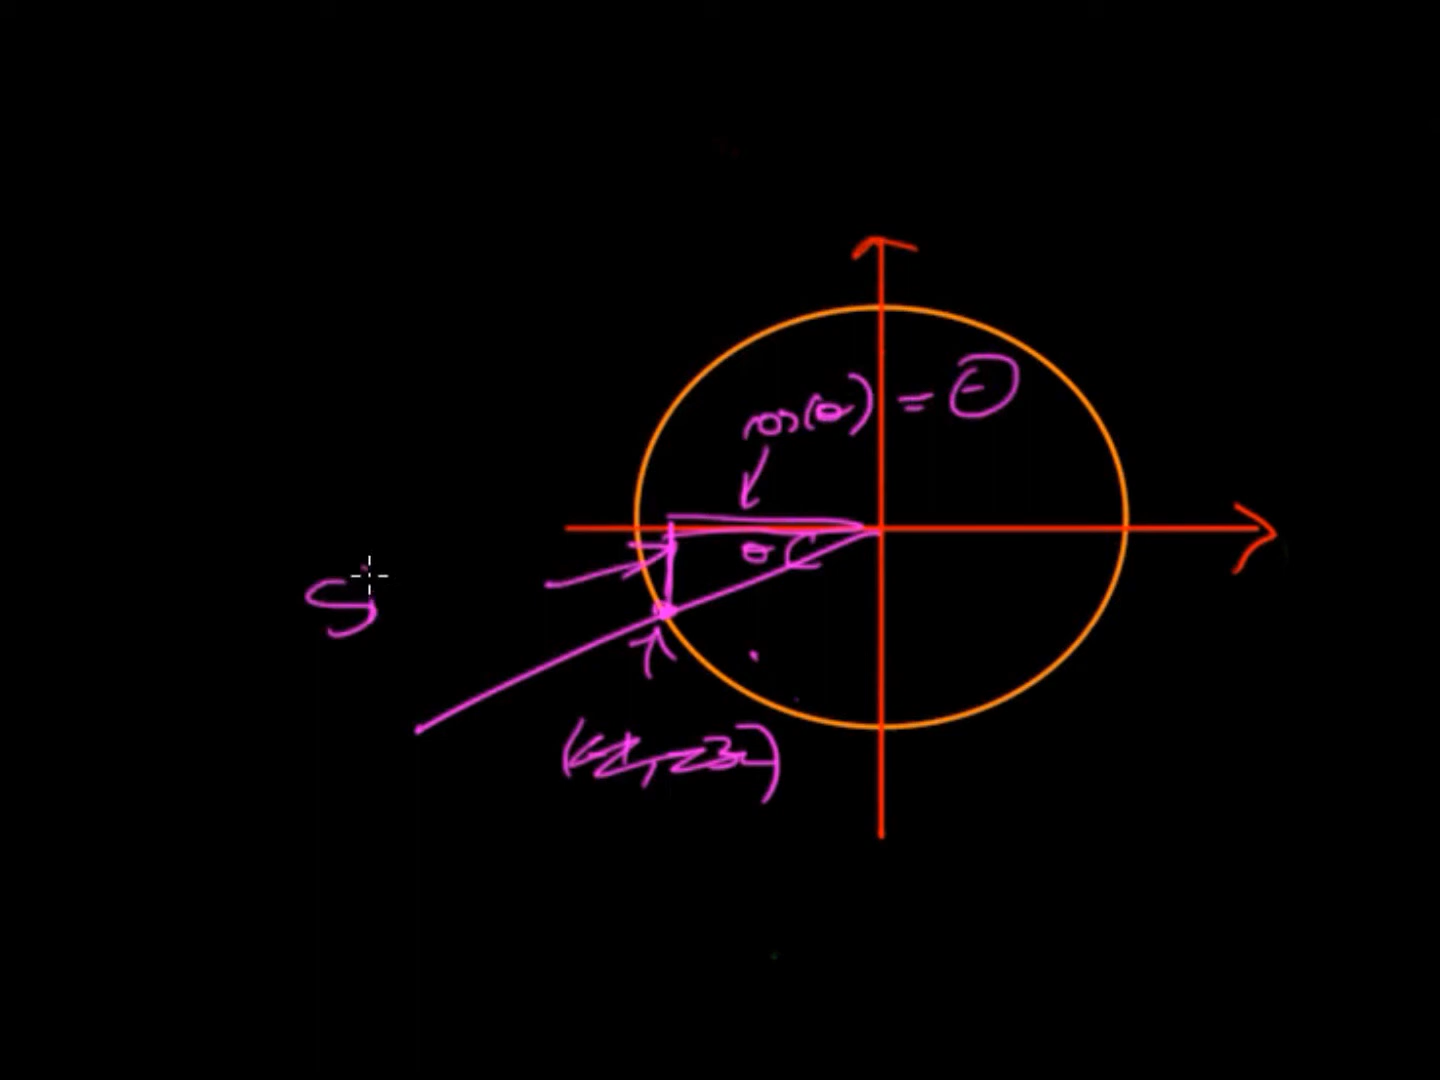 cos(θ) = ⊖
θ
S